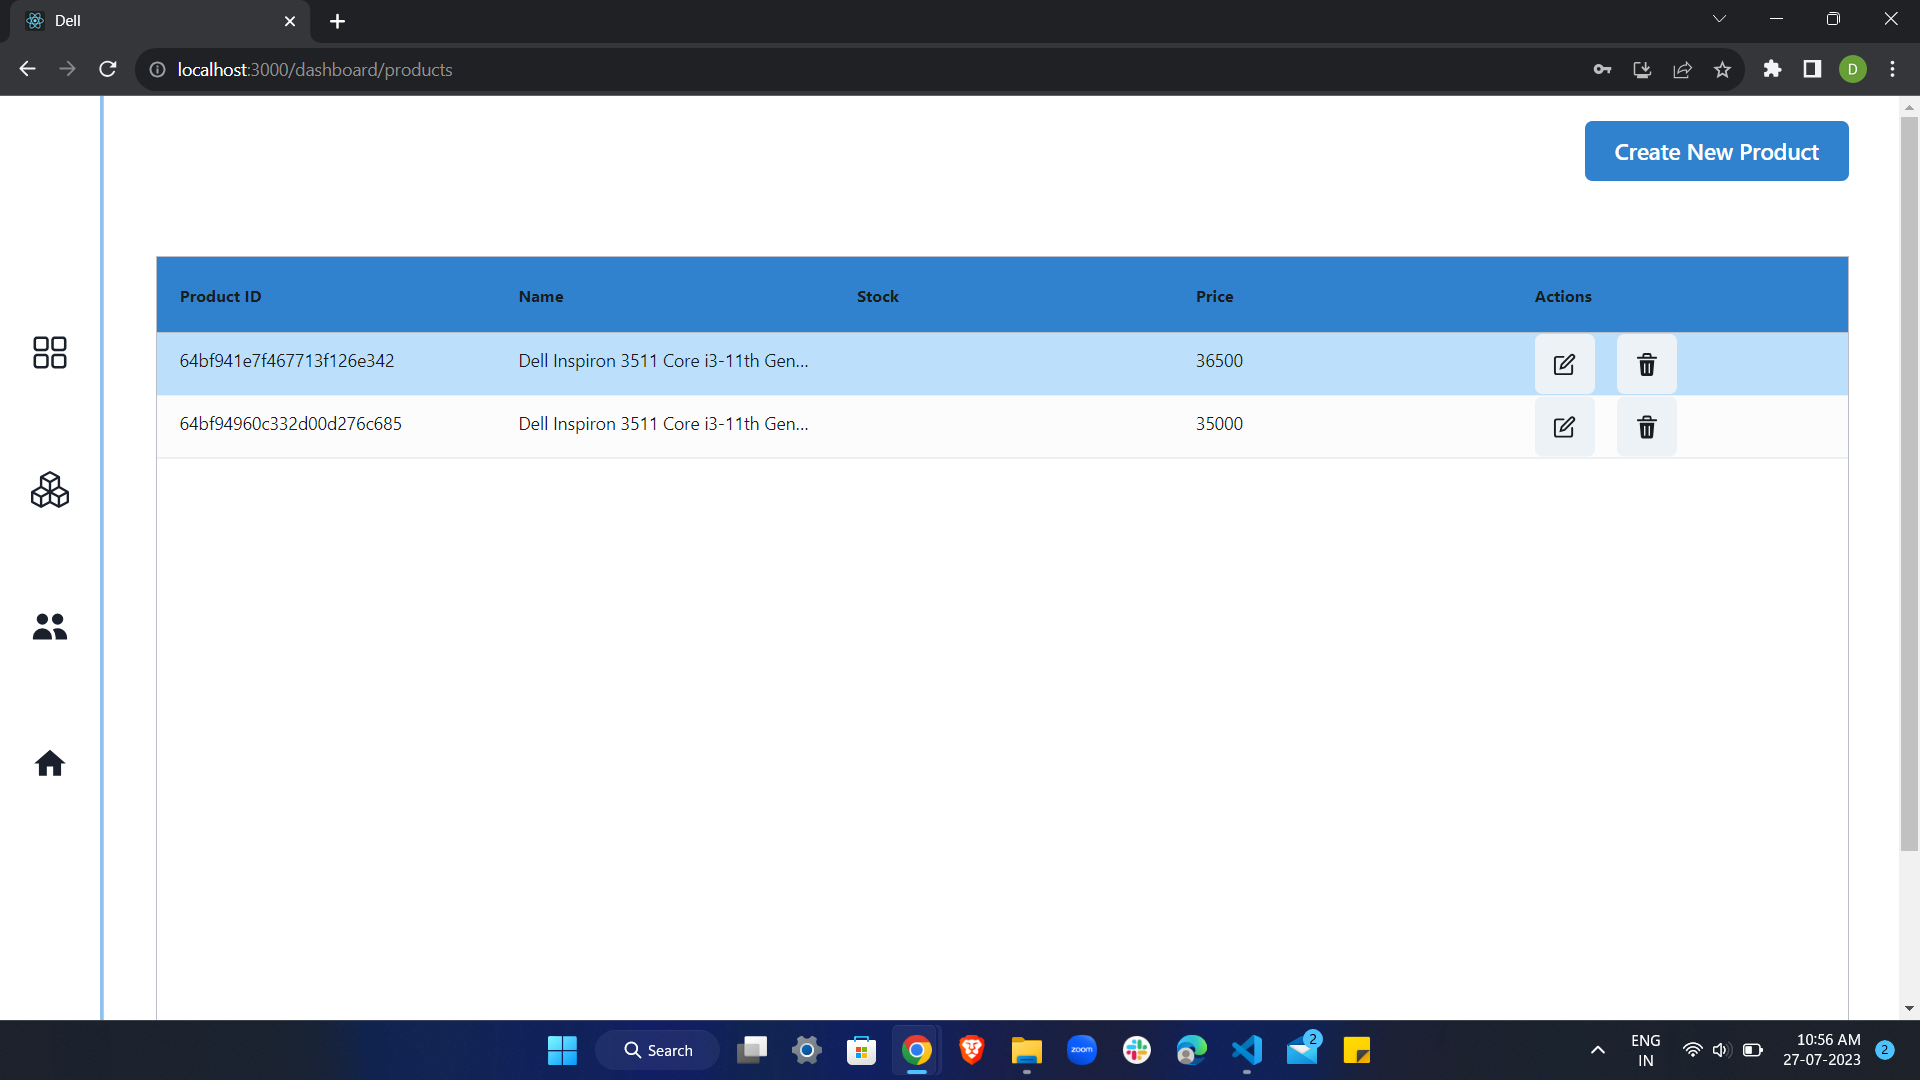 Dell
localhost:3000/dashboard/products
D
Create New Product
Product ID Name Stock Price Actions
64bf941e7f467713f126e342 Dell Inspiron 3511 Core i3-11th Gen... 36500
64bf94960c332d00d276c685 Dell Inspiron 3511 Core i3-11th Gen... 35000
Search
zoom
2
ENG
IN
10:56 AM
27-07-2023
2